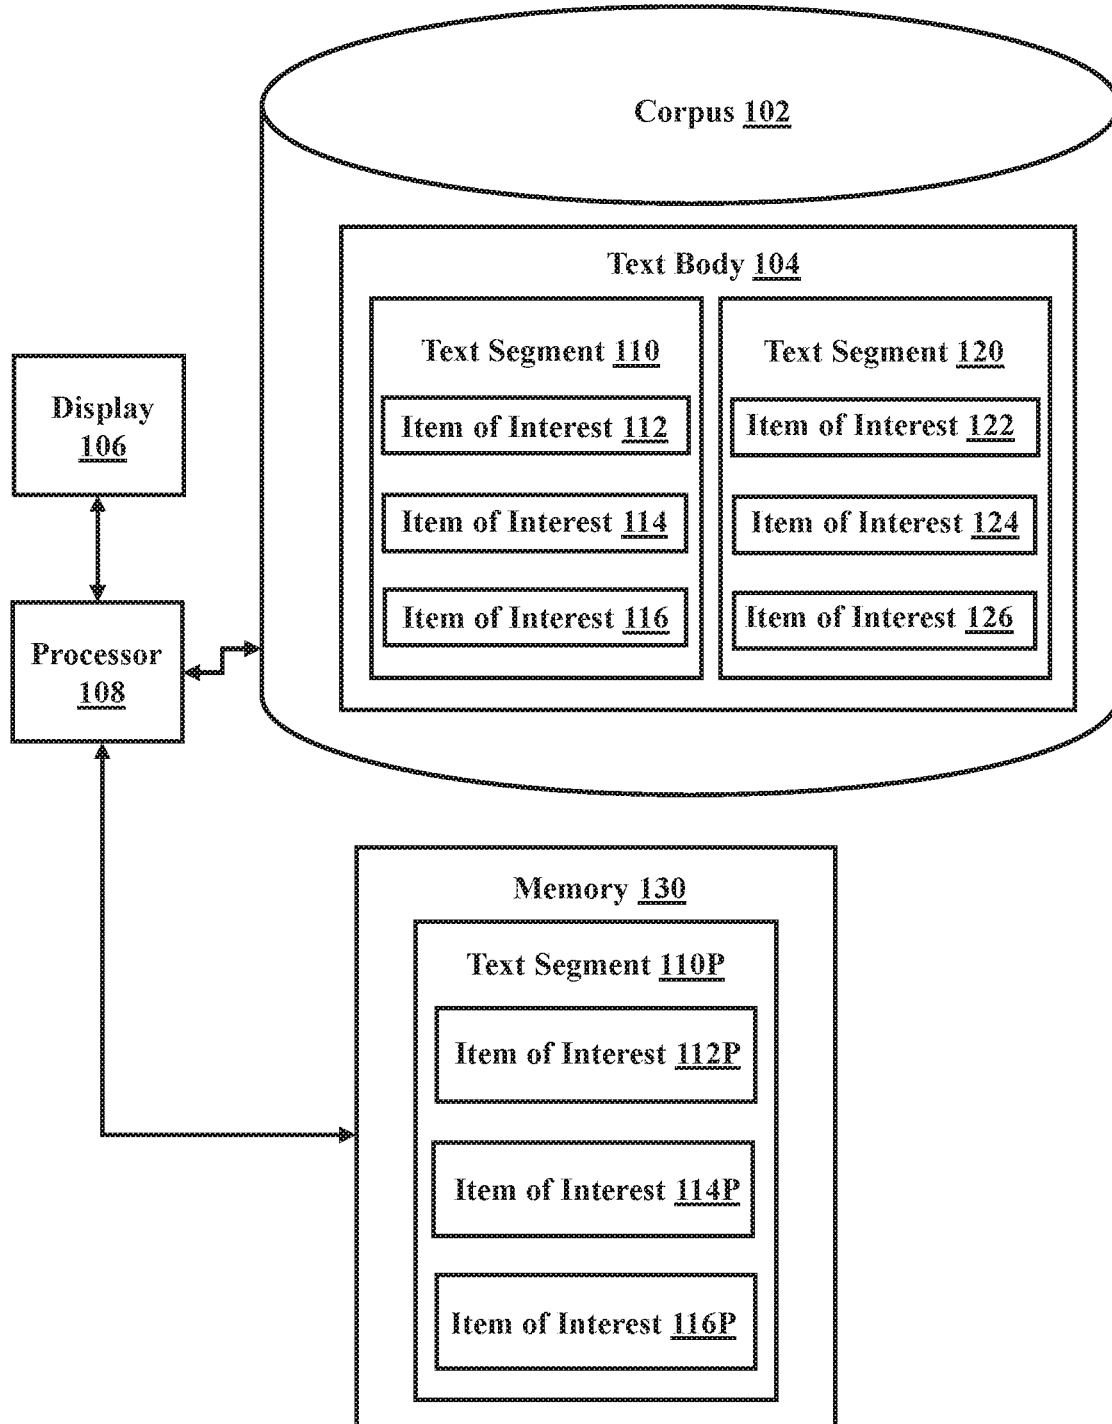 Corpus 102
Text Body 104
Text Segment 110
Item of Interest 112
Item of Interest 114
Item of Interest 116
Text Segment 120
Item of Interest 122
Item of Interest 124
Item of Interest 126
Display
106
Processor
108
Memory 130
Text Segment 110P
Item of Interest 112P
Item of Interest 114P
Item of Interest 116P